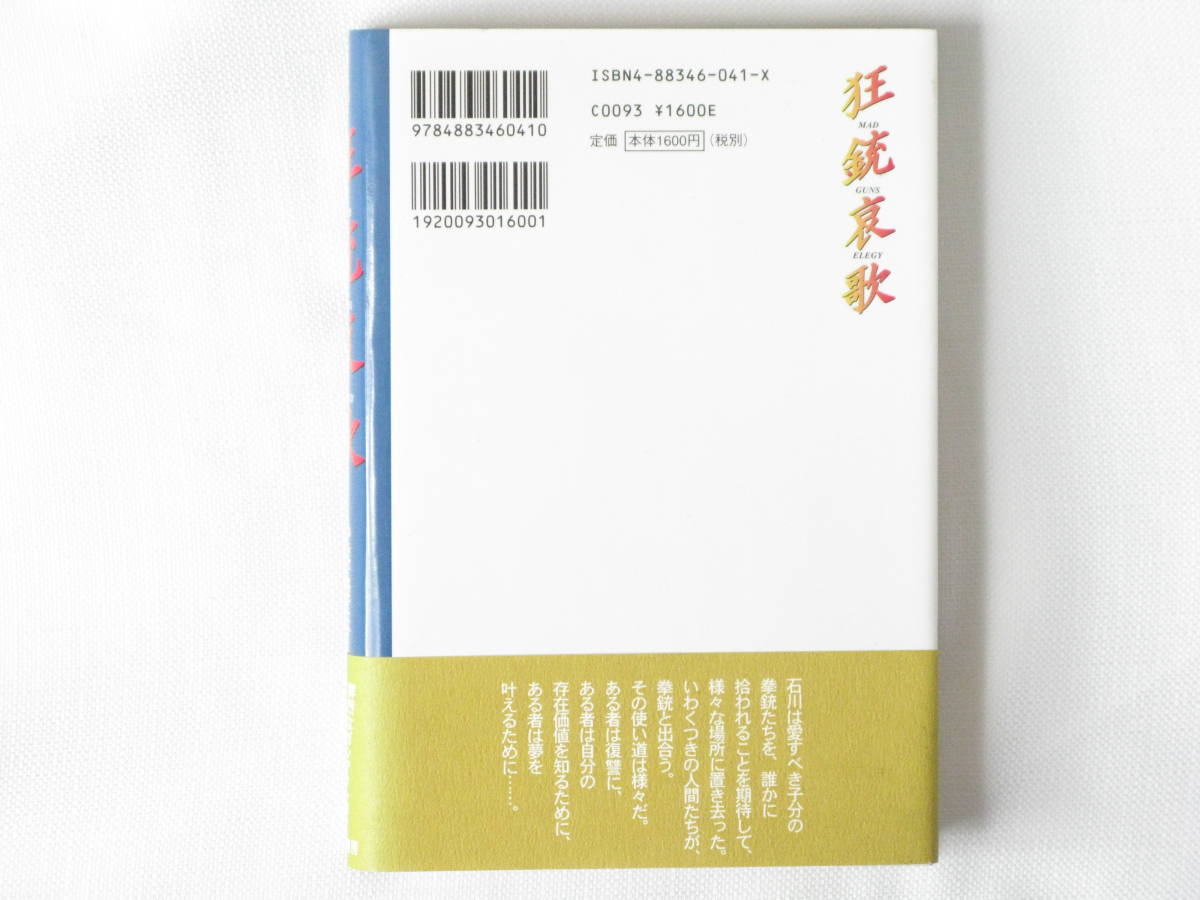 狂
MAD
銃
GUNS
哀
ELEGY
歌
ISBN4-88346-041-X
C0093 ¥1600E
定価 本体1600円 (税別)
9784883460410
1920093016001
石川は愛すべき子分の
拳銃たちを、誰かに
拾われることを期待して、
様々な場所に置き去った。
いわくつきの人間たちが、
拳銃と出合う。
その使い道は様々だ。
ある者は復讐に、
ある者は自分の
存在価値を知るために、
ある者は夢を
叶えるために……。